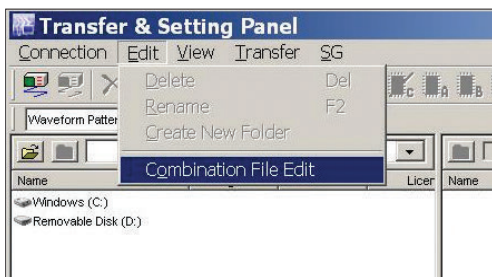 Transfer & Setting Panel
Connection Edit View Transfer SG
Delete Del
Rename F2
Create New Folder
Combination File Edit
C A B
Waveform Patter
Name Licer Name
Windows (C:)
Removable Disk (D:)